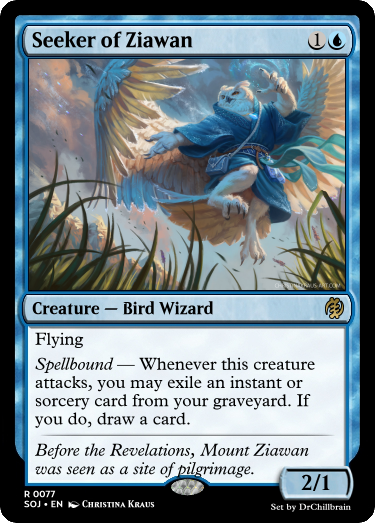 Seeker of Ziawan 1
Creature — Bird Wizard
Flying
Spellbound — Whenever this creature
attacks, you may exile an instant or
sorcery card from your graveyard. If
you do, draw a card.
Before the Revelations, Mount Ziawan
was seen as a site of pilgrimage.
2/1
R 0077
SOJ • EN Christina Kraus
Set by DrChillbrain